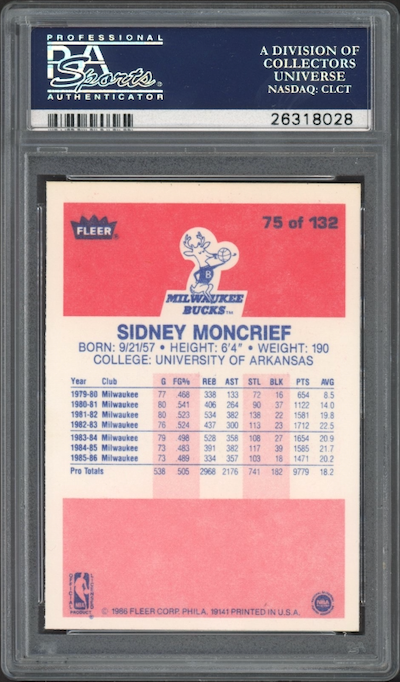 PROFESSIONAL
PSA
Sports
AUTHENTICATOR
A DIVISION OF
COLLECTORS
UNIVERSE
NASDAQ: CLCT
26318028
FLEER
75 of 132
B
MILWAUKEE
BUCKS™
SIDNEY MONCRIEF
BORN: 9/21/57 • HEIGHT: 6'4" • WEIGHT: 190
COLLEGE: UNIVERSITY OF ARKANSAS
Year Club G FG% REB AST STL BLK PTS AVG
1979-80 Milwaukee 77 .468 338 133 72 16 654 8.5
1980-81 Milwaukee 80 .541 406 264 90 37 1122 14.0
1981-82 Milwaukee 80 .523 534 382 138 22 1581 19.8
1982-83 Milwaukee 76 .524 437 300 113 23 1712 22.5
1983-84 Milwaukee 79 .498 528 358 108 27 1654 20.9
1984-85 Milwaukee 73 .483 391 382 117 39 1585 21.7
1985-86 Milwaukee 73 .489 334 357 103 18 1471 20.2
Pro Totals 538 .505 2968 2176 741 182 9779 18.2
NBA
© 1986 FLEER CORP. PHILA. 19141 PRINTED IN U.S.A.